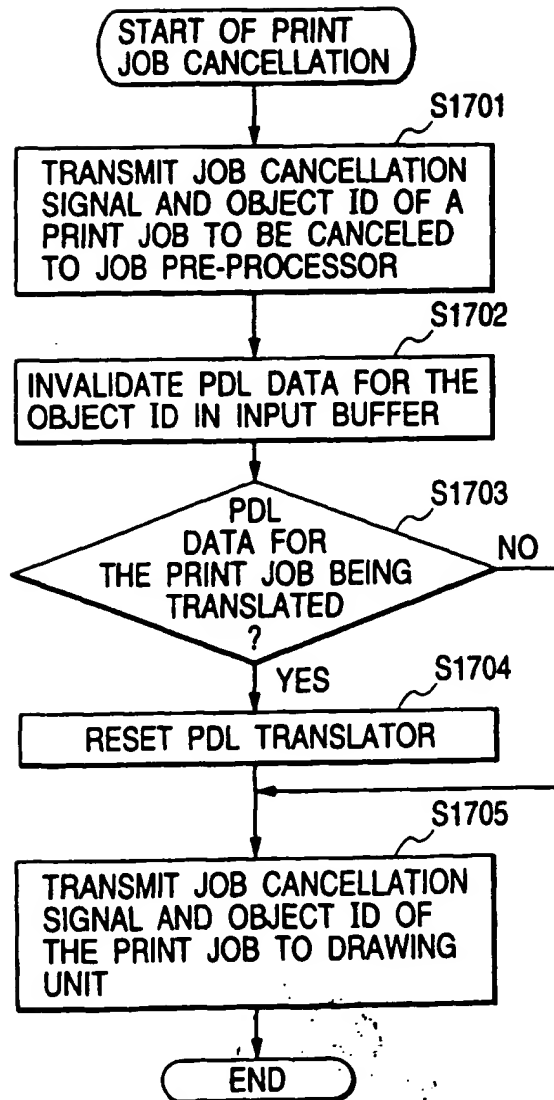 START OF PRINT
JOB CANCELLATION
S1701
TRANSMIT JOB CANCELLATION
SIGNAL AND OBJECT ID OF A
PRINT JOB TO BE CANCELED
TO JOB PRE-PROCESSOR
S1702
INVALIDATE PDL DATA FOR THE
OBJECT ID IN INPUT BUFFER
S1703
PDL
DATA FOR
THE PRINT JOB BEING
TRANSLATED
?
NO
YES
S1704
RESET PDL TRANSLATOR
S1705
TRANSMIT JOB CANCELLATION
SIGNAL AND OBJECT ID OF
THE PRINT JOB TO DRAWING
UNIT
END